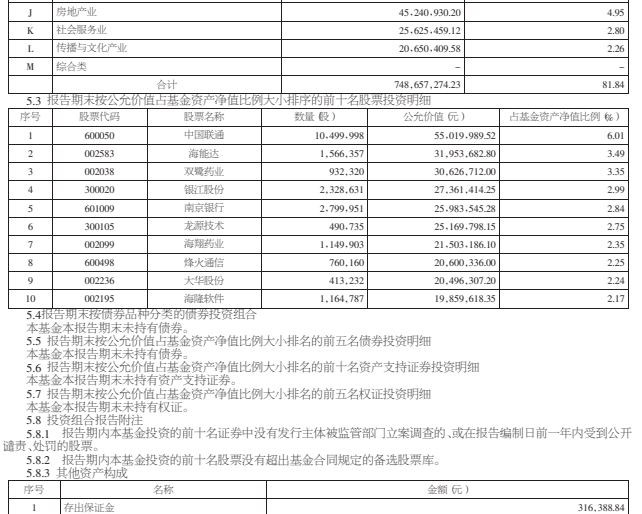 J 房地产业 45,240,930.20 4.95
K 社会服务业 25,625,459.12 2.80
L 传播与文化产业 20,650,409.58 2.26
M 综合类 – –
合计 748,657,274.23 81.84
5.3 报告期末按公允价值占基金资产净值比例大小排序的前十名股票投资明细
序号 股票代码 股票名称 数量（股） 公允价值（元） 占基金资产净值比例（%）
1 600050 中国联通 10,499,998 55,019,989.52 6.01
2 002583 海能达 1,566,357 31,953,682.80 3.49
3 002038 双鹭药业 932,320 30,626,712.00 3.35
4 300020 银江股份 2,328,631 27,361,414.25 2.99
5 601009 南京银行 2,799,951 25,983,545.28 2.84
6 300105 龙源技术 490,735 25,169,798.15 2.75
7 002099 海翔药业 1,149,903 21,503,186.10 2.35
8 600498 烽火通信 760,160 20,600,336.00 2.25
9 002236 大华股份 413,232 20,496,307.20 2.24
10 002195 海隆软件 1,164,787 19,859,618.35 2.17
5.4报告期末按债券品种分类的债券投资组合
本基金本报告期末未持有债券。
5.5 报告期末按公允价值占基金资产净值比例大小排名的前五名债券投资明细
本基金本报告期末未持有债券。
5.6 报告期末按公允价值占基金资产净值比例大小排名的前十名资产支持证券投资明细
本基金本报告期末未持有资产支持证券。
5.7 报告期末按公允价值占基金资产净值比例大小排名的前五名权证投资明细
本基金本报告期末未持有权证。
5.8 投资组合报告附注
5.8.1 报告期内本基金投资的前十名证券中没有发行主体被监管部门立案调查的、或在报告编制日前一年内受到公开
谴责、处罚的股票。
5.8.2 报告期内本基金投资的前十名股票没有超出基金合同规定的备选股票库。
5.8.3 其他资产构成
序号 名称 金额（元）
1 存出保证金 316,388.84